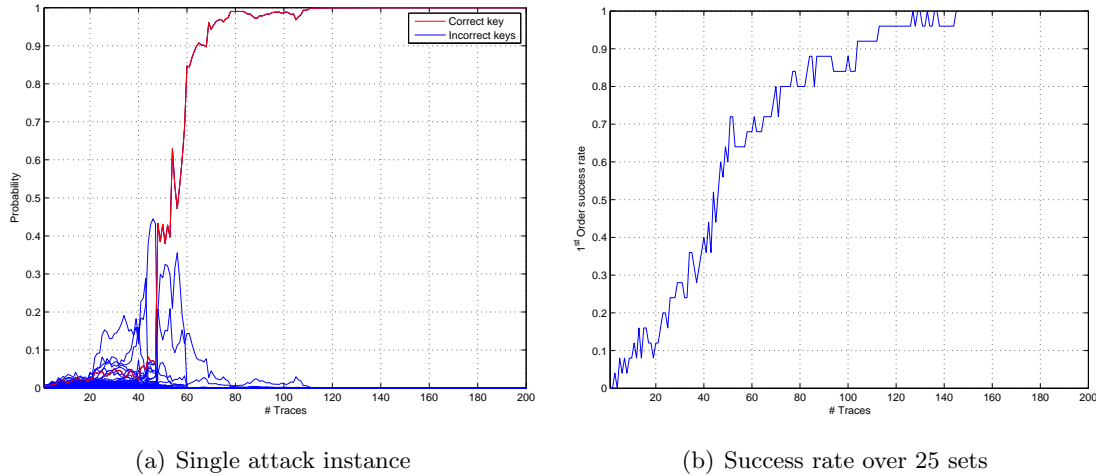 1
0.9
0.8
0.7
0.6
0.5
0.4
0.3
0.2
0.1
0
20 40 60 80 100 120 140 160 180 200
# Traces
Probability
Correct key
Incorrect keys
(a) Single attack instance
1
0.9
0.8
0.7
0.6
0.5
0.4
0.3
0.2
0.1
0
20 40 60 80 100 120 140 160 180 200
# Traces
1st Order success rate
(b) Success rate over 25 sets